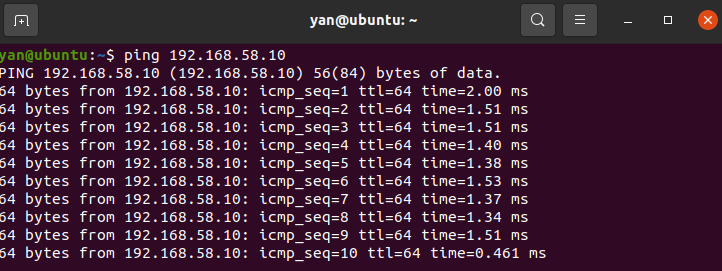 yan@ubuntu: ~
yan@ubuntu:~$ ping 192.168.58.10
PING 192.168.58.10 (192.168.58.10) 56(84) bytes of data.
64 bytes from 192.168.58.10: icmp_seq=1 ttl=64 time=2.00 ms
64 bytes from 192.168.58.10: icmp_seq=2 ttl=64 time=1.51 ms
64 bytes from 192.168.58.10: icmp_seq=3 ttl=64 time=1.51 ms
64 bytes from 192.168.58.10: icmp_seq=4 ttl=64 time=1.40 ms
64 bytes from 192.168.58.10: icmp_seq=5 ttl=64 time=1.38 ms
64 bytes from 192.168.58.10: icmp_seq=6 ttl=64 time=1.53 ms
64 bytes from 192.168.58.10: icmp_seq=7 ttl=64 time=1.37 ms
64 bytes from 192.168.58.10: icmp_seq=8 ttl=64 time=1.34 ms
64 bytes from 192.168.58.10: icmp_seq=9 ttl=64 time=1.51 ms
64 bytes from 192.168.58.10: icmp_seq=10 ttl=64 time=0.461 ms